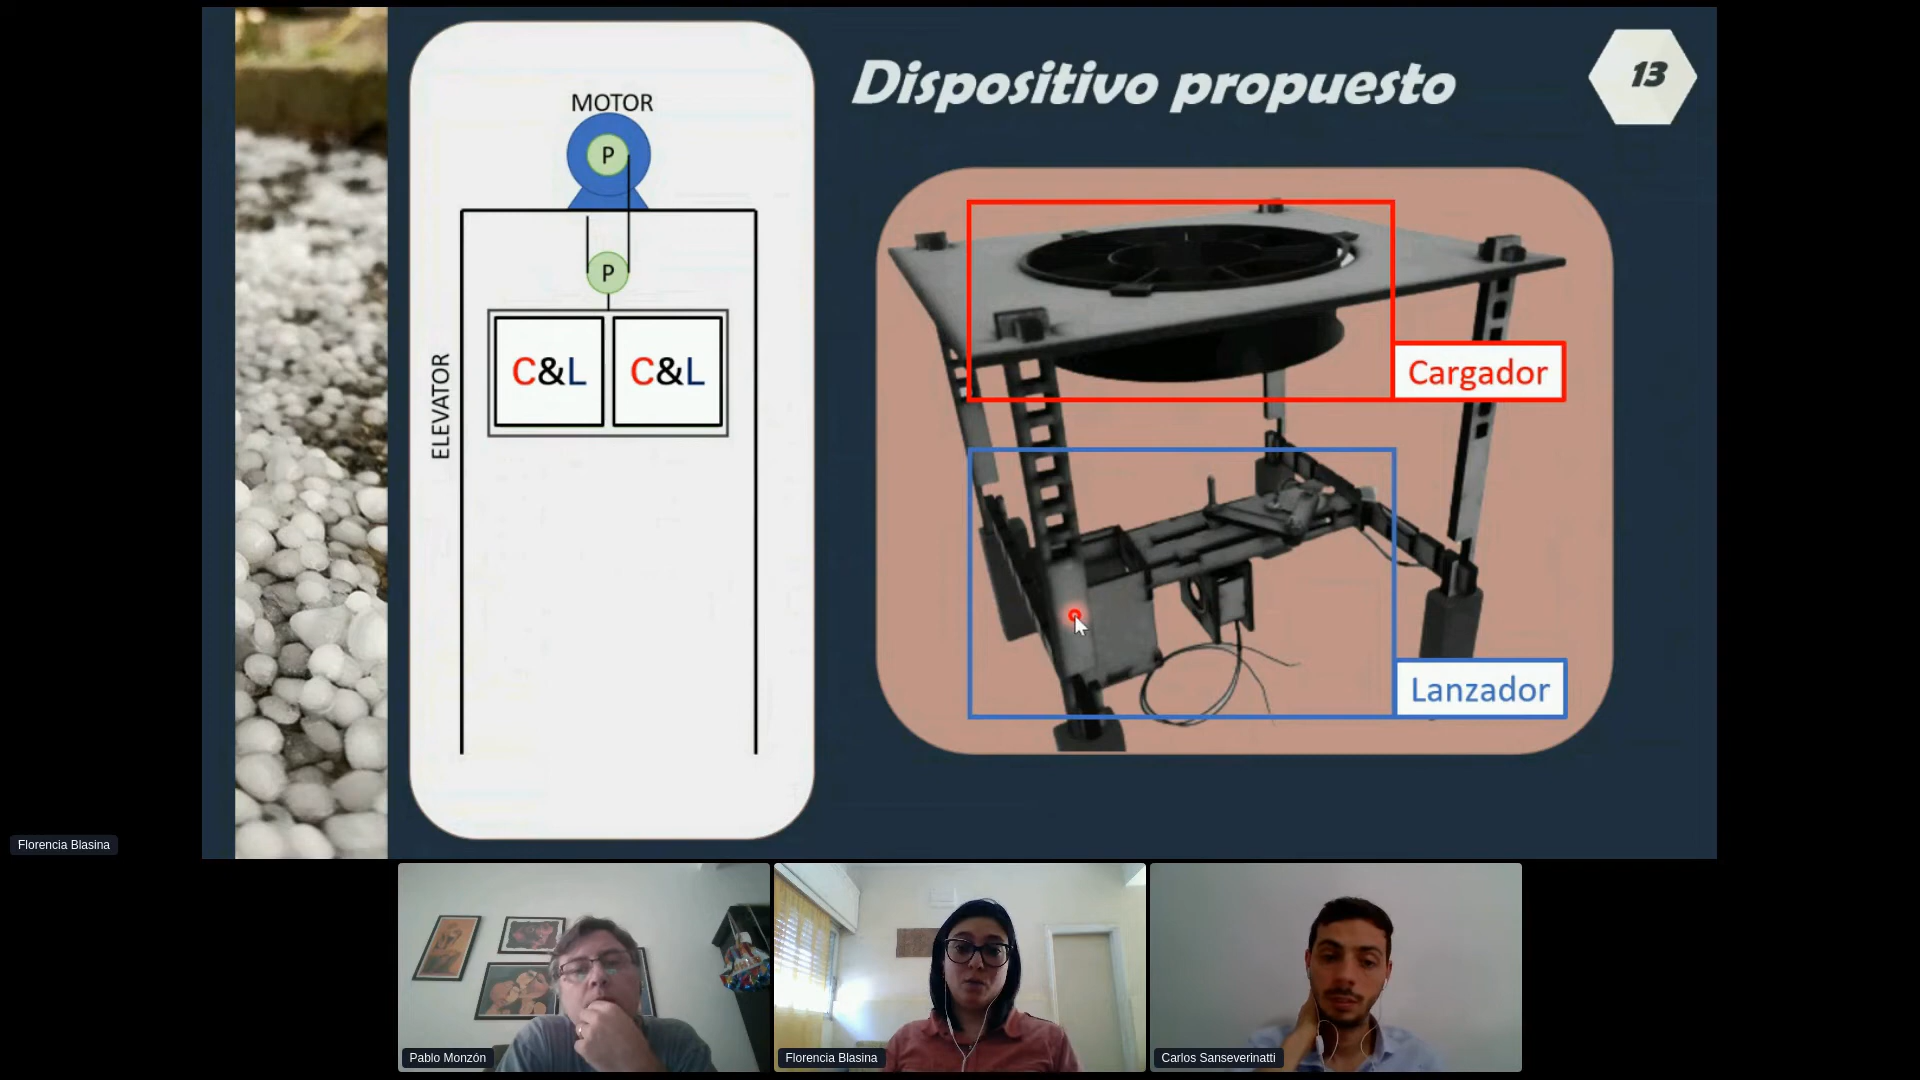 MOTOR
P
P
C&L C&L
ELEVATOR
Dispositivo propuesto
13
Cargador
Lanzador
Florencia Blasina
Pablo Monzón
Florencia Blasina
Carlos Sanseverinatti